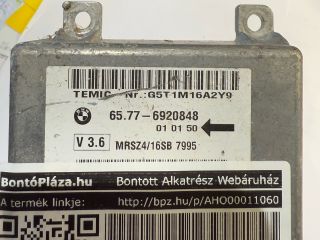 TEMIC Nr.:G5T1M16A2Y9
65.77-6920848
01 01 50
V 3.6 MRSZ4/16SB 7995
BontóPláza.hu Bontott Alkatrész Webáruház
A termék linkje: http://bpz.hu/p/AHO00011060